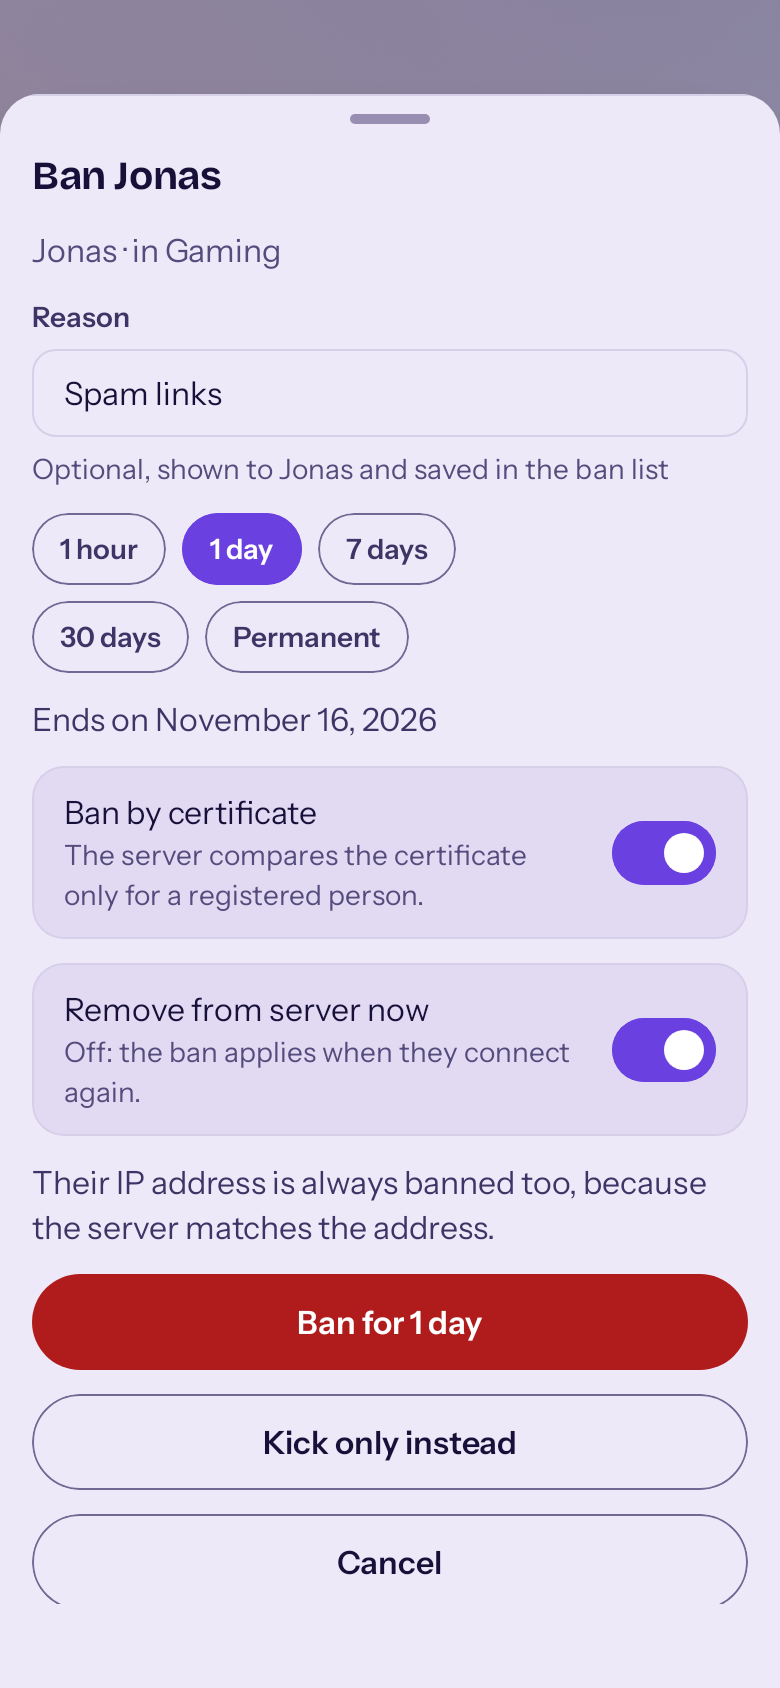 Ban Jonas
Jonas · in Gaming
Reason
Spam links
Optional, shown to Jonas and saved in the ban list
1 hour
1 day
7 days
30 days
Permanent
Ends on November 16, 2026
Ban by certificate
The server compares the certificate
only for a registered person.
Remove from server now
Off: the ban applies when they connect
again.
Their IP address is always banned too, because
the server matches the address.
Ban for 1 day
Kick only instead
Cancel